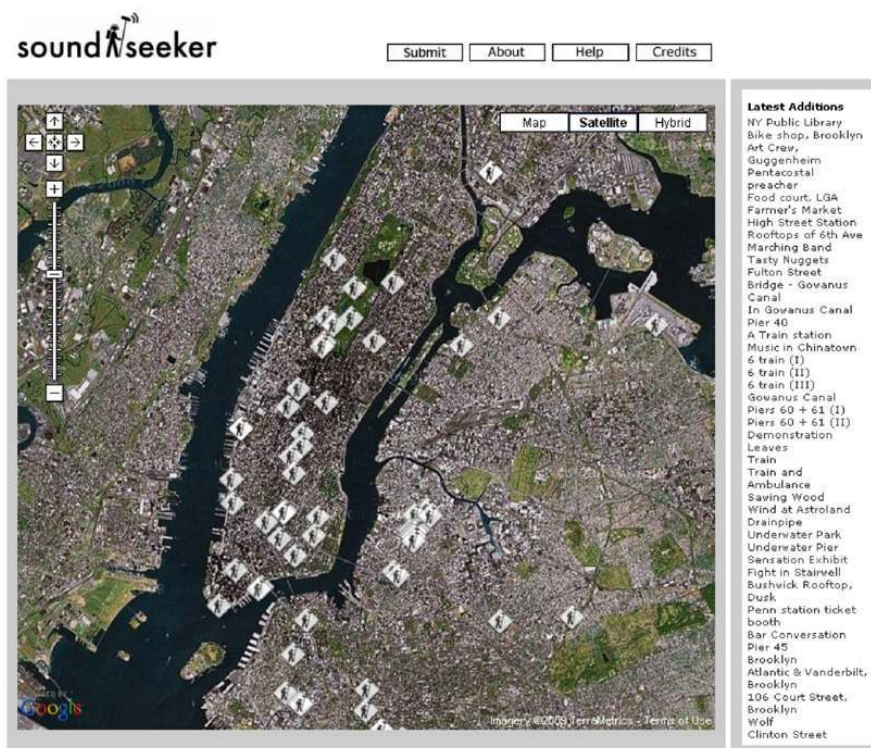 soundseeker
Submit About Help Credits
Map Satellite Hybrid
Latest Additions
NY Public Library
Bike shop, Brooklyn
Art Crew,
Guggenheim
Pentacostal
preacher
Food court, LGA
Farmer's Market
High Street Station
Rooftops of 6th Ave
Marching Band
Tasty Nuggets
Fulton Street
Bridge - Gowanus
Canal
In Gowanus Canal
Pier 40
A Train station
Music in Chinatown
6 train (I)
6 train (II)
6 train (III)
Gowanus Canal
Piers 60 + 61 (I)
Piers 60 + 61 (II)
Demonstration
Leaves
Train
Train and
Ambulance
Sawing Wood
Wind at Astroland
Drainpipe
Underwater Park
Underwater Pier
Sensation Exhibit
Fight in Stairwell
Bushwick Rooftop,
Dusk
Penn station ticket
booth
Bar Conversation
Pier 45
Brooklyn
Atlantic & Vanderbilt,
Brooklyn
106 Court Street,
Brooklyn
Wolf
Clinton Street
POWERED BY
Google
Imagery ©2009 TerraMetrics - Terms of Use